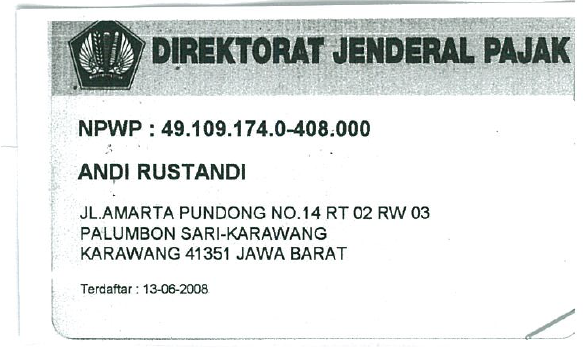 DIREKTORAT JENDERAL PAJAK
NPWP : 49.109.174.0-408.000
ANDI RUSTANDI
JL.AMARTA PUNDONG NO.14 RT 02 RW 03
PALUMBON SARI-KARAWANG
KARAWANG 41351 JAWA BARAT
Terdaftar : 13-06-2008